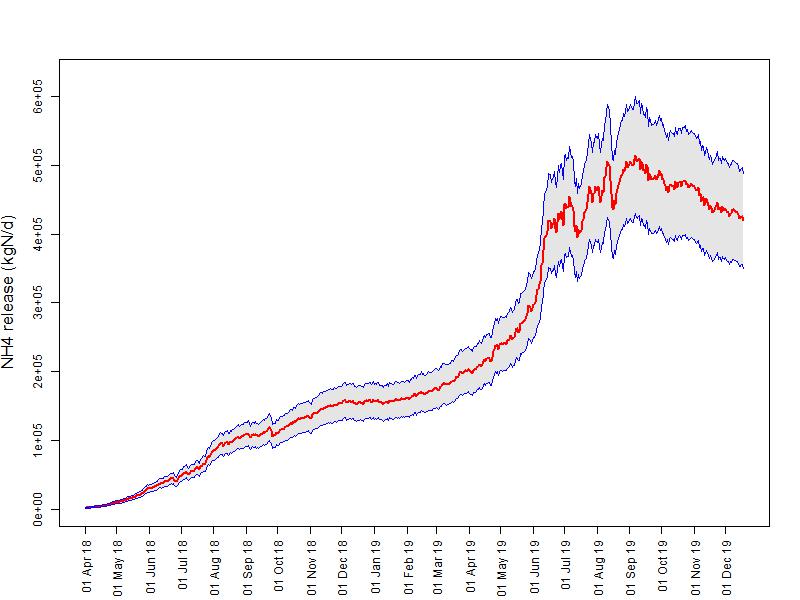 NH4 release (kgN/d)
6e+05
5e+05
4e+05
3e+05
2e+05
1e+05
0e+00
01 Apr 18
01 May 18
01 Jun 18
01 Jul 18
01 Aug 18
01 Sep 18
01 Oct 18
01 Nov 18
01 Dec 18
01 Jan 19
01 Feb 19
01 Mar 19
01 Apr 19
01 May 19
01 Jun 19
01 Jul 19
01 Aug 19
01 Sep 19
01 Oct 19
01 Nov 19
01 Dec 19